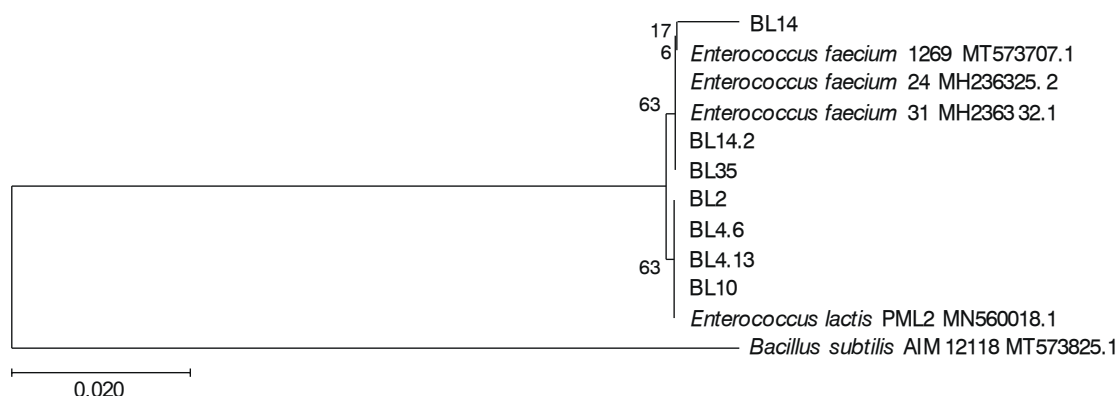 17
BL14
6
Enterococcus faecium 1269 MT573707.1
Enterococcus faecium 24 MH236325. 2
63
Enterococcus faecium 31 MH2363 32.1
BL14.2
BL35
BL2
BL4.6
BL4.13
63
BL10
Enterococcus lactis PML2 MN560018.1
Bacillus subtilis AIM 12118 MT573825.1
0.020